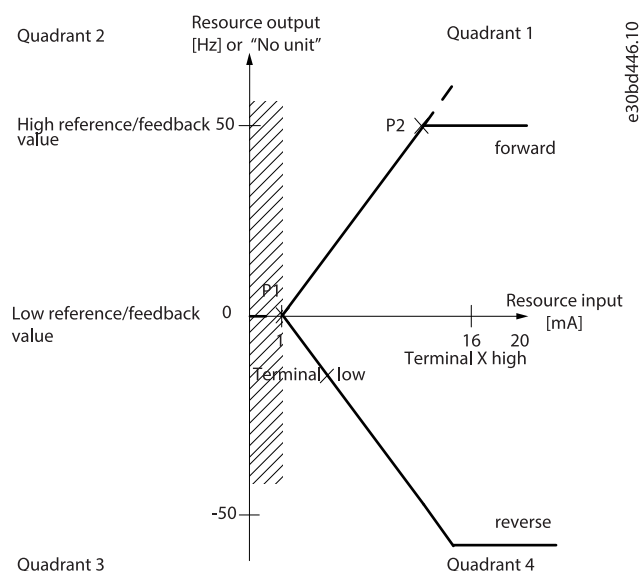 Quadrant 2
Resource output
[Hz] or “No unit”
Quadrant 1
e30bd446.10
High reference/feedback
value
50
P2
forward
P1
Low reference/feedback
value
0
Resource input
[mA]
1
16
20
Terminal X high
Terminal X low
-50
reverse
Quadrant 3
Quadrant 4